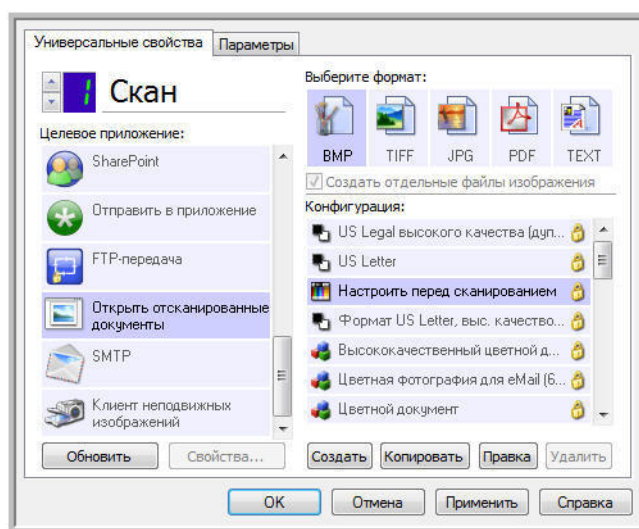 Универсальные свойства
Параметры
1 Скан
Целевое приложение:
SharePoint
Отправить в приложение
FTP-передача
Открыть отсканированные
документы
SMTP
Клиент неподвижных
изображений
Обновить
Свойства...
Выберите формат:
BMP TIFF JPG PDF TEXT
Создать отдельные файлы изображения
Конфигурация:
US Legal высокого качества (дуп...
US Letter
Настроить перед сканированием
Формат US Letter, выс. качество...
Высококачественный цветной д...
Цветная фотография для eMail (6...
Цветной документ
Создать Копировать Правка Удалить
OK Отмена Применить Справка